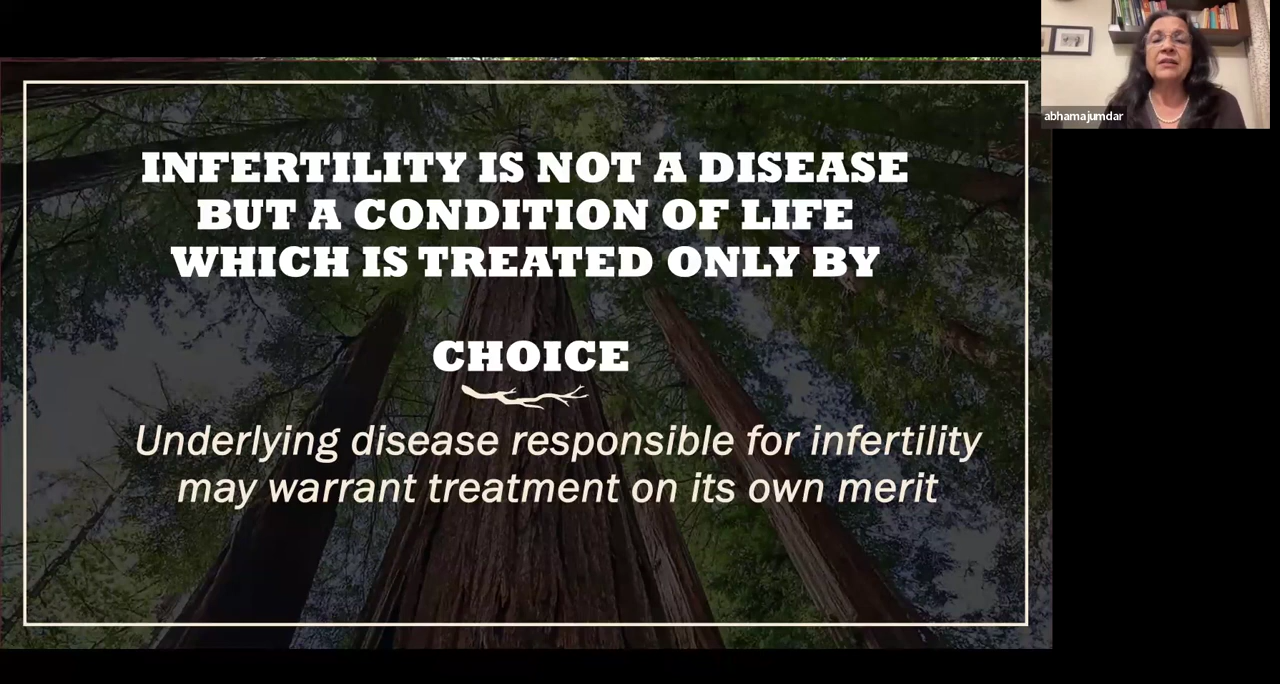 INFERTILITY IS NOT A DISEASE
BUT A CONDITION OF LIFE
WHICH IS TREATED ONLY BY
CHOICE
Underlying disease responsible for infertility
may warrant treatment on its own merit
abhamajumdar